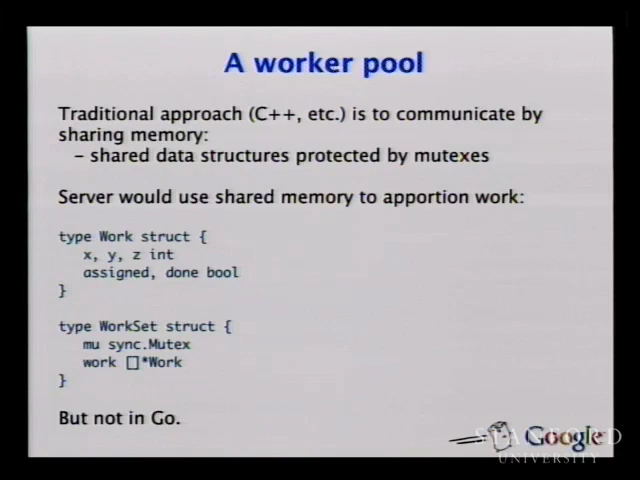 A worker pool
Traditional approach (C++, etc.) is to communicate by
sharing memory:
– shared data structures protected by mutexes
Server would use shared memory to apportion work:
type Work struct {
x, y, z int
assigned, done bool
}
type WorkSet struct {
mu sync.Mutex
work []*Work
}
But not in Go.
Google
STANFORD
UNIVERSITY